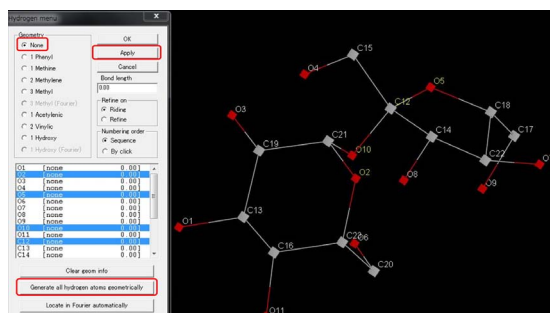 Hydrogen menu
x
Geometry
None
1 Phenyl
1 Methine
2 Methylene
3 Methyl
3 Methyl (Fourier)
1 Acetylenic
2 Vinylic
1 Hydroxy
1 Hydroxy (Fourier)
OK
Apply
Cancel
Bond length
0.00
Refine on
Riding
Refine
Numbering order
Sequence
By click
O1 [none 0.00]
O2 [none 0.00]
O3 [none 0.00]
O4 [none 0.00]
O5 [none 0.00]
O6 [none 0.00]
O7 [none 0.00]
O8 [none 0.00]
O9 [none 0.00]
O10 [none 0.00]
O11 [none 0.00]
C12 [none 0.00]
C13 [none 0.00]
C14 [none 0.00]
Clear geom info
Generate all hydrogen atoms geometrically
Locate in Fourier automatically
C15
O4
O5
O3
C12
C18
C21
C14
C17
C19
O10
C22
O
O2
O8
O9
C13
O1
O6
C16
C20
O11